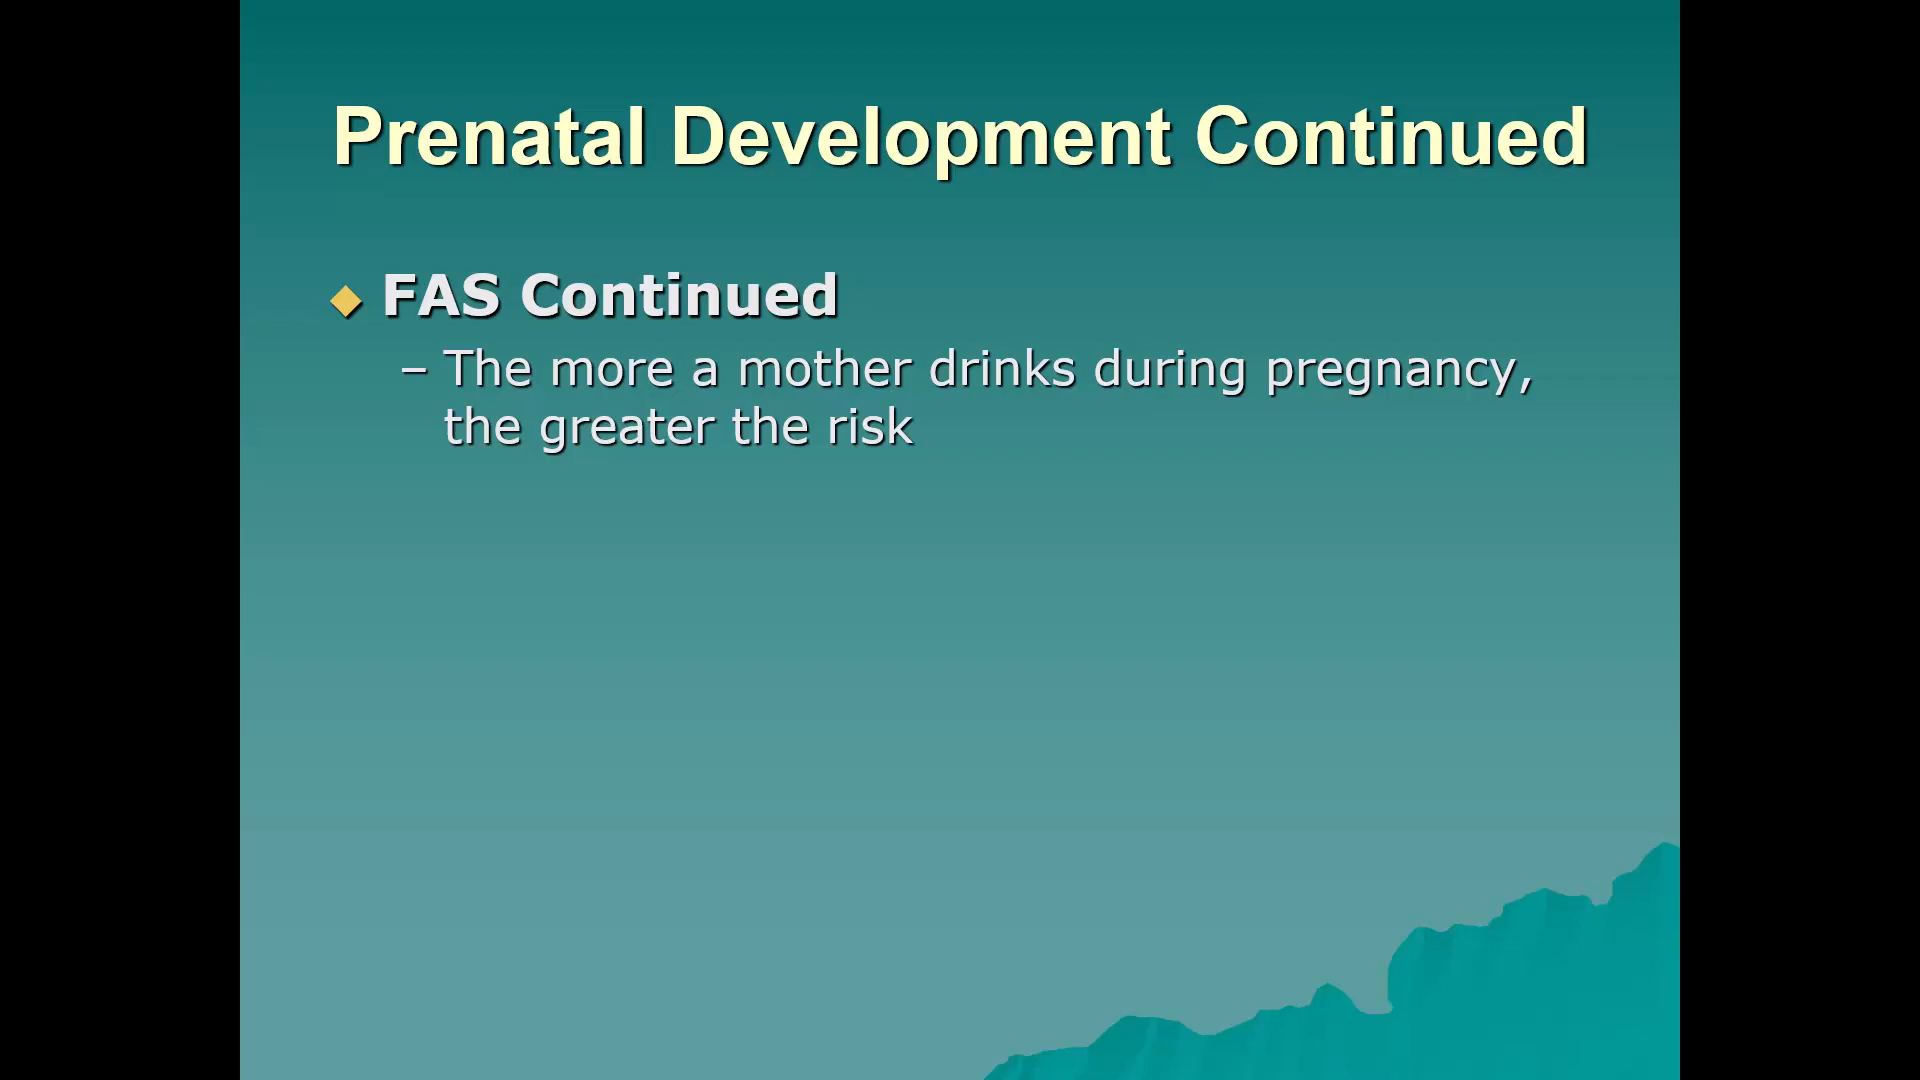 Prenatal Development Continued
FAS Continued
– The more a mother drinks during pregnancy,
the greater the risk